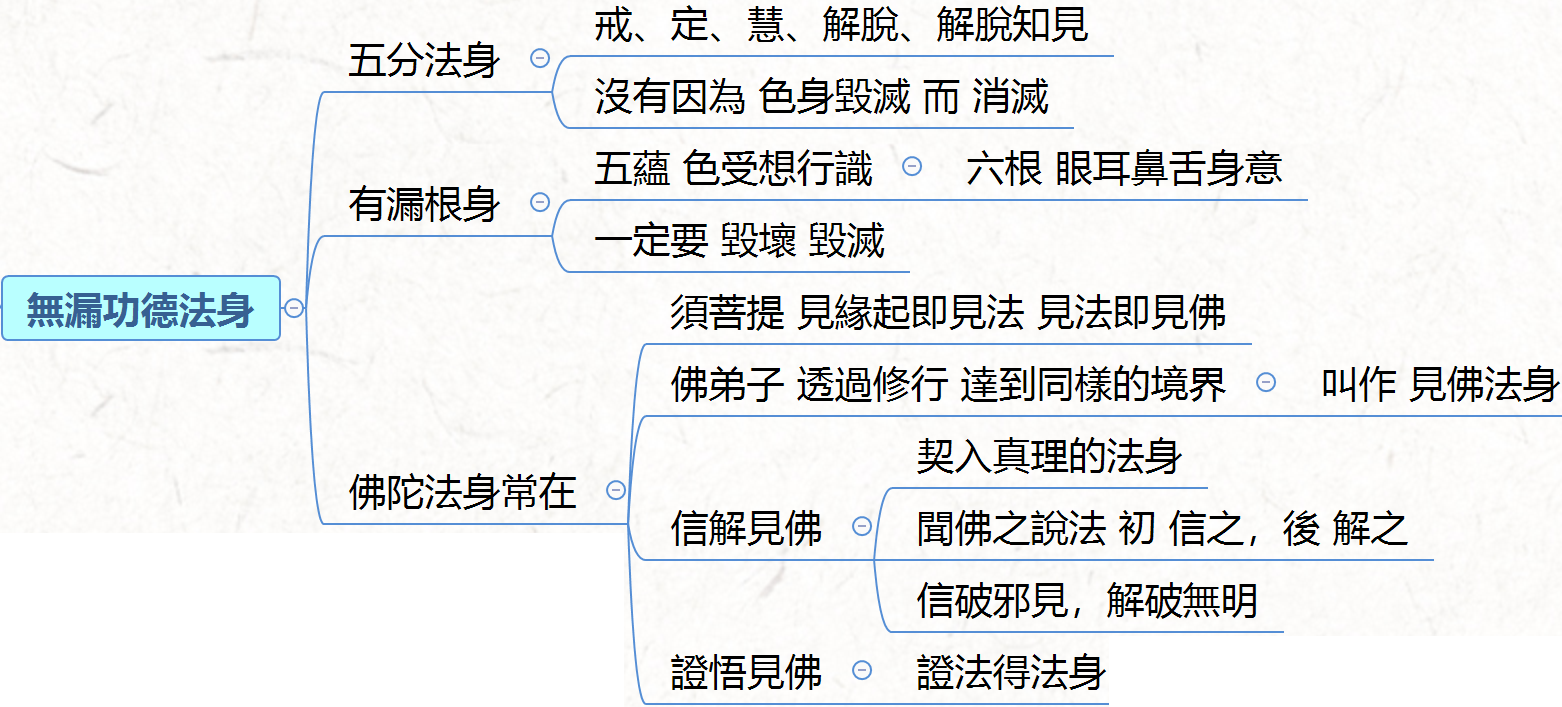 無漏功德法身
五分法身
戒、定、慧、解脫、解脫知見
沒有因為 色身毀滅 而 消滅
有漏根身
五蘊 色受想行識
六根 眼耳鼻舌身意
一定要 毀壞 毀滅
佛陀法身常在
須菩提 見緣起即見法 見法即見佛
佛弟子 透過修行 達到同樣的境界
叫作 見佛法身
信解見佛
契入真理的法身
聞佛之說法 初 信之，後 解之
信破邪見，解破無明
證悟見佛
證法得法身